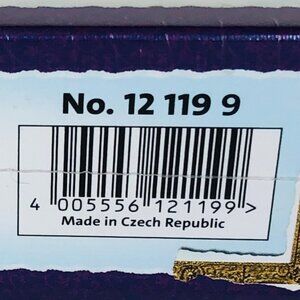 No. 12 119 9
4 005556 121199 >
Made in Czech Republic